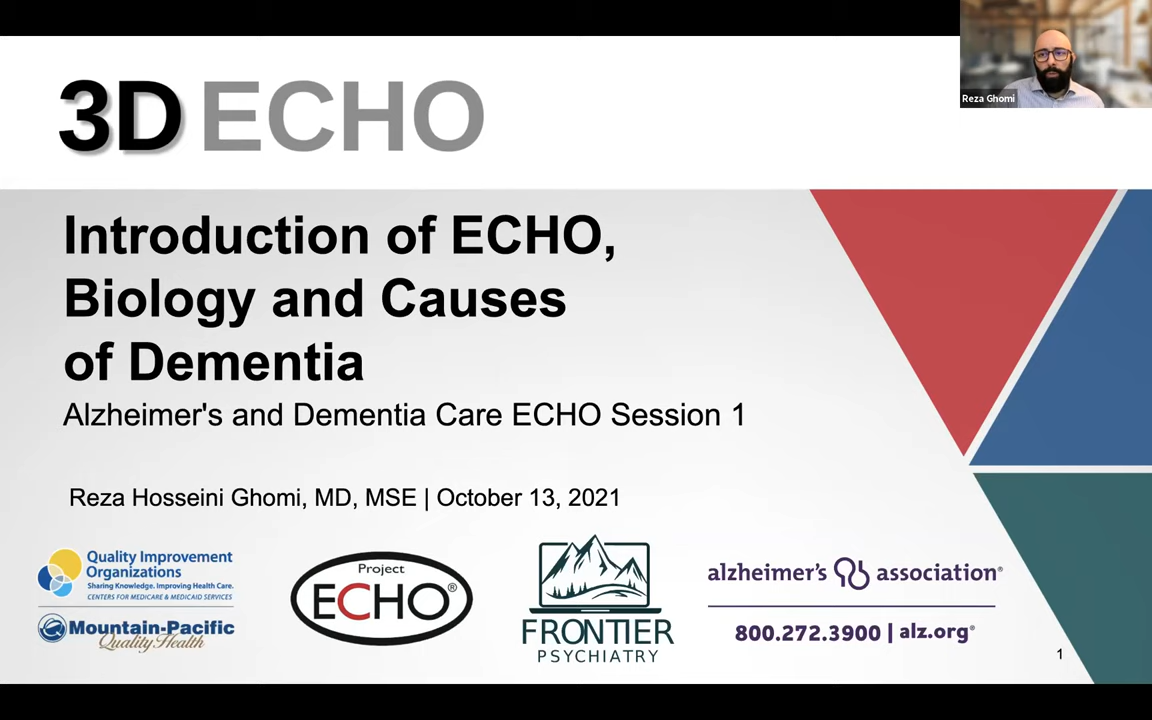 Reza Ghomi
3D ECHO
Introduction of ECHO,
Biology and Causes
of Dementia
Alzheimer's and Dementia Care ECHO Session 1
Reza Hosseini Ghomi, MD, MSE | October 13, 2021
Quality Improvement
Organizations
Sharing Knowledge. Improving Health Care.
CENTERS FOR MEDICARE & MEDICAID SERVICES
Mountain-Pacific
Quality Health
Project
ECHO®
FRONTIER
PSYCHIATRY
alzheimer's association®
800.272.3900 | alz.org®
1